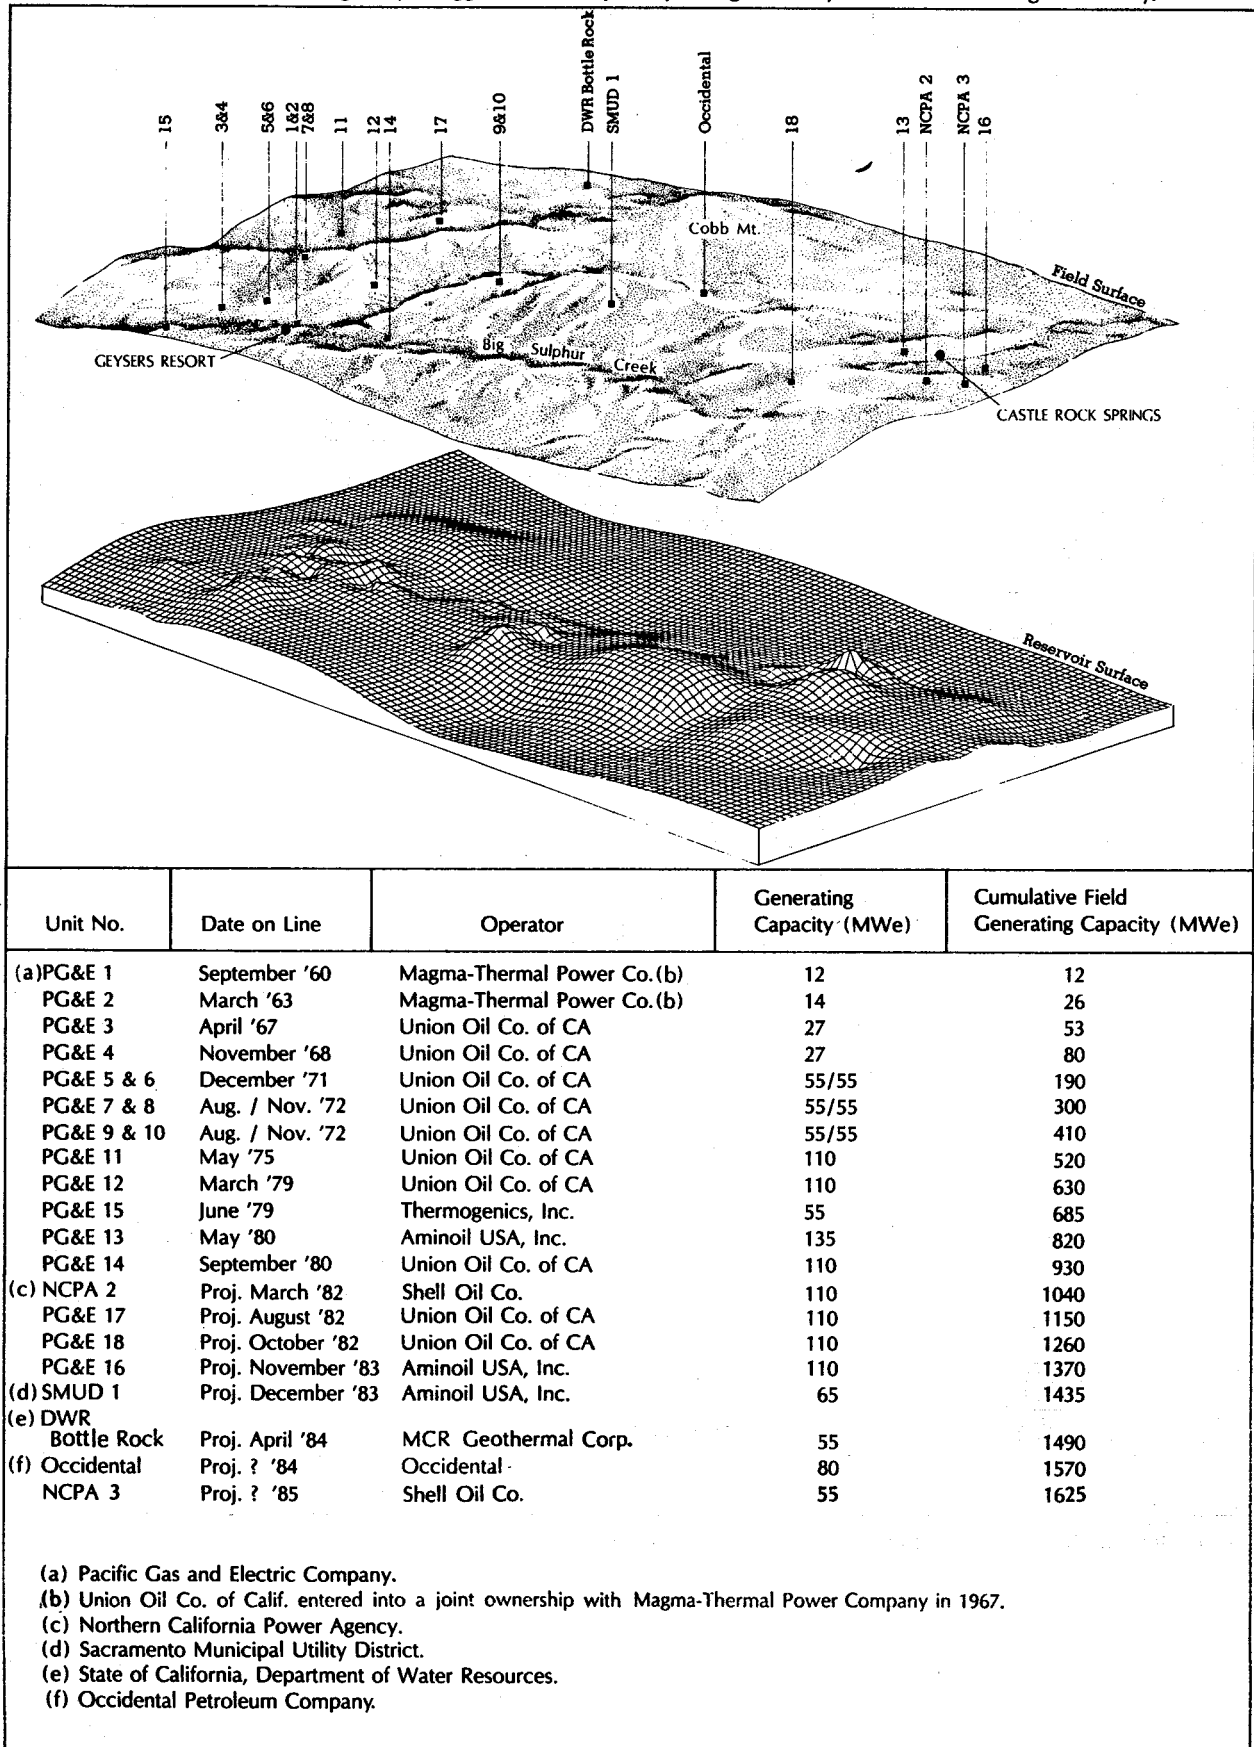 15
3&4
5&6
1&2
7&8
11
12
14
17
9&10
DWR Bottle Rock
SMUD 1
Occidental
18
13
NCPA 2
NCPA 3
16
Cobb Mt.
Field Surface
GEYSERS RESORT
Big Sulphur Creek
CASTLE ROCK SPRINGS
Reservoir Surface
Unit No. Date on Line Operator Generating Capacity (MWe) Cumulative Field Generating Capacity (MWe)
(a)PG&E 1 September '60 Magma-Thermal Power Co.(b) 12 12
PG&E 2 March '63 Magma-Thermal Power Co.(b) 14 26
PG&E 3 April '67 Union Oil Co. of CA 27 53
PG&E 4 November '68 Union Oil Co. of CA 27 80
PG&E 5 & 6 December '71 Union Oil Co. of CA 55/55 190
PG&E 7 & 8 Aug. / Nov. '72 Union Oil Co. of CA 55/55 300
PG&E 9 & 10 Aug. / Nov. '72 Union Oil Co. of CA 55/55 410
PG&E 11 May '75 Union Oil Co. of CA 110 520
PG&E 12 March '79 Union Oil Co. of CA 110 630
PG&E 15 June '79 Thermogenics, Inc. 55 685
PG&E 13 May '80 Aminoil USA, Inc. 135 820
PG&E 14 September '80 Union Oil Co. of CA 110 930
(c) NCPA 2 Proj. March '82 Shell Oil Co. 110 1040
PG&E 17 Proj. August '82 Union Oil Co. of CA 110 1150
PG&E 18 Proj. October '82 Union Oil Co. of CA 110 1260
PG&E 16 Proj. November '83 Aminoil USA, Inc. 110 1370
(d) SMUD 1 Proj. December '83 Aminoil USA, Inc. 65 1435
(e) DWR
Bottle Rock Proj. April '84 MCR Geothermal Corp. 55 1490
(f) Occidental Proj. ? '84 Occidental 80 1570
NCPA 3 Proj. ? '85 Shell Oil Co. 55 1625
(a) Pacific Gas and Electric Company.
(b) Union Oil Co. of Calif. entered into a joint ownership with Magma-Thermal Power Company in 1967.
(c) Northern California Power Agency.
(d) Sacramento Municipal Utility District.
(e) State of California, Department of Water Resources.
(f) Occidental Petroleum Company.